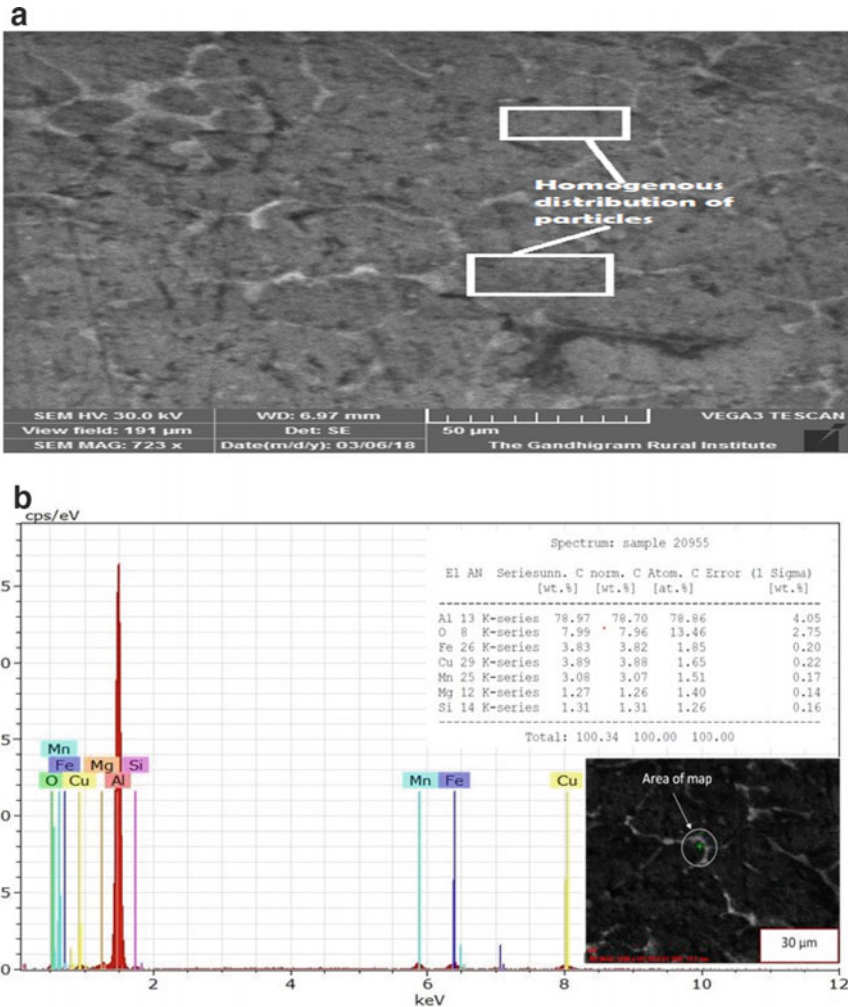 a
Homogenous
distribution of
particles
SEM HV: 30.0 kV WD: 6.97 mm VEGA3 TESCAN
View field: 191 µm Det: SE 50 µm
SEM MAG: 723 x Date(m/d/y): 03/06/18 The Gandhigram Rural Institute
b
cps/eV
Spectrum: sample 20955
El AN Seriesunn. C norm. C Atom. C Error (1 Sigma)
[wt.%] [wt.%] [at.%] [wt.%]
Al 13 K-series 78.97 78.70 78.86 4.05
O 8 K-series 7.99 7.96 13.46 2.75
Fe 26 K-series 3.83 3.82 1.85 0.20
Cu 29 K-series 3.89 3.88 1.65 0.22
Mn 25 K-series 3.08 3.07 1.51 0.17
Mg 12 K-series 1.27 1.26 1.40 0.14
Si 14 K-series 1.31 1.31 1.26 0.16
Total: 100.34 100.00 100.00
5
0
5
0
5
0
Mn
Fe Mg Si
O Cu Al Mn Fe Cu
Area of map
30 µm
2 4 6 8 10 12
keV